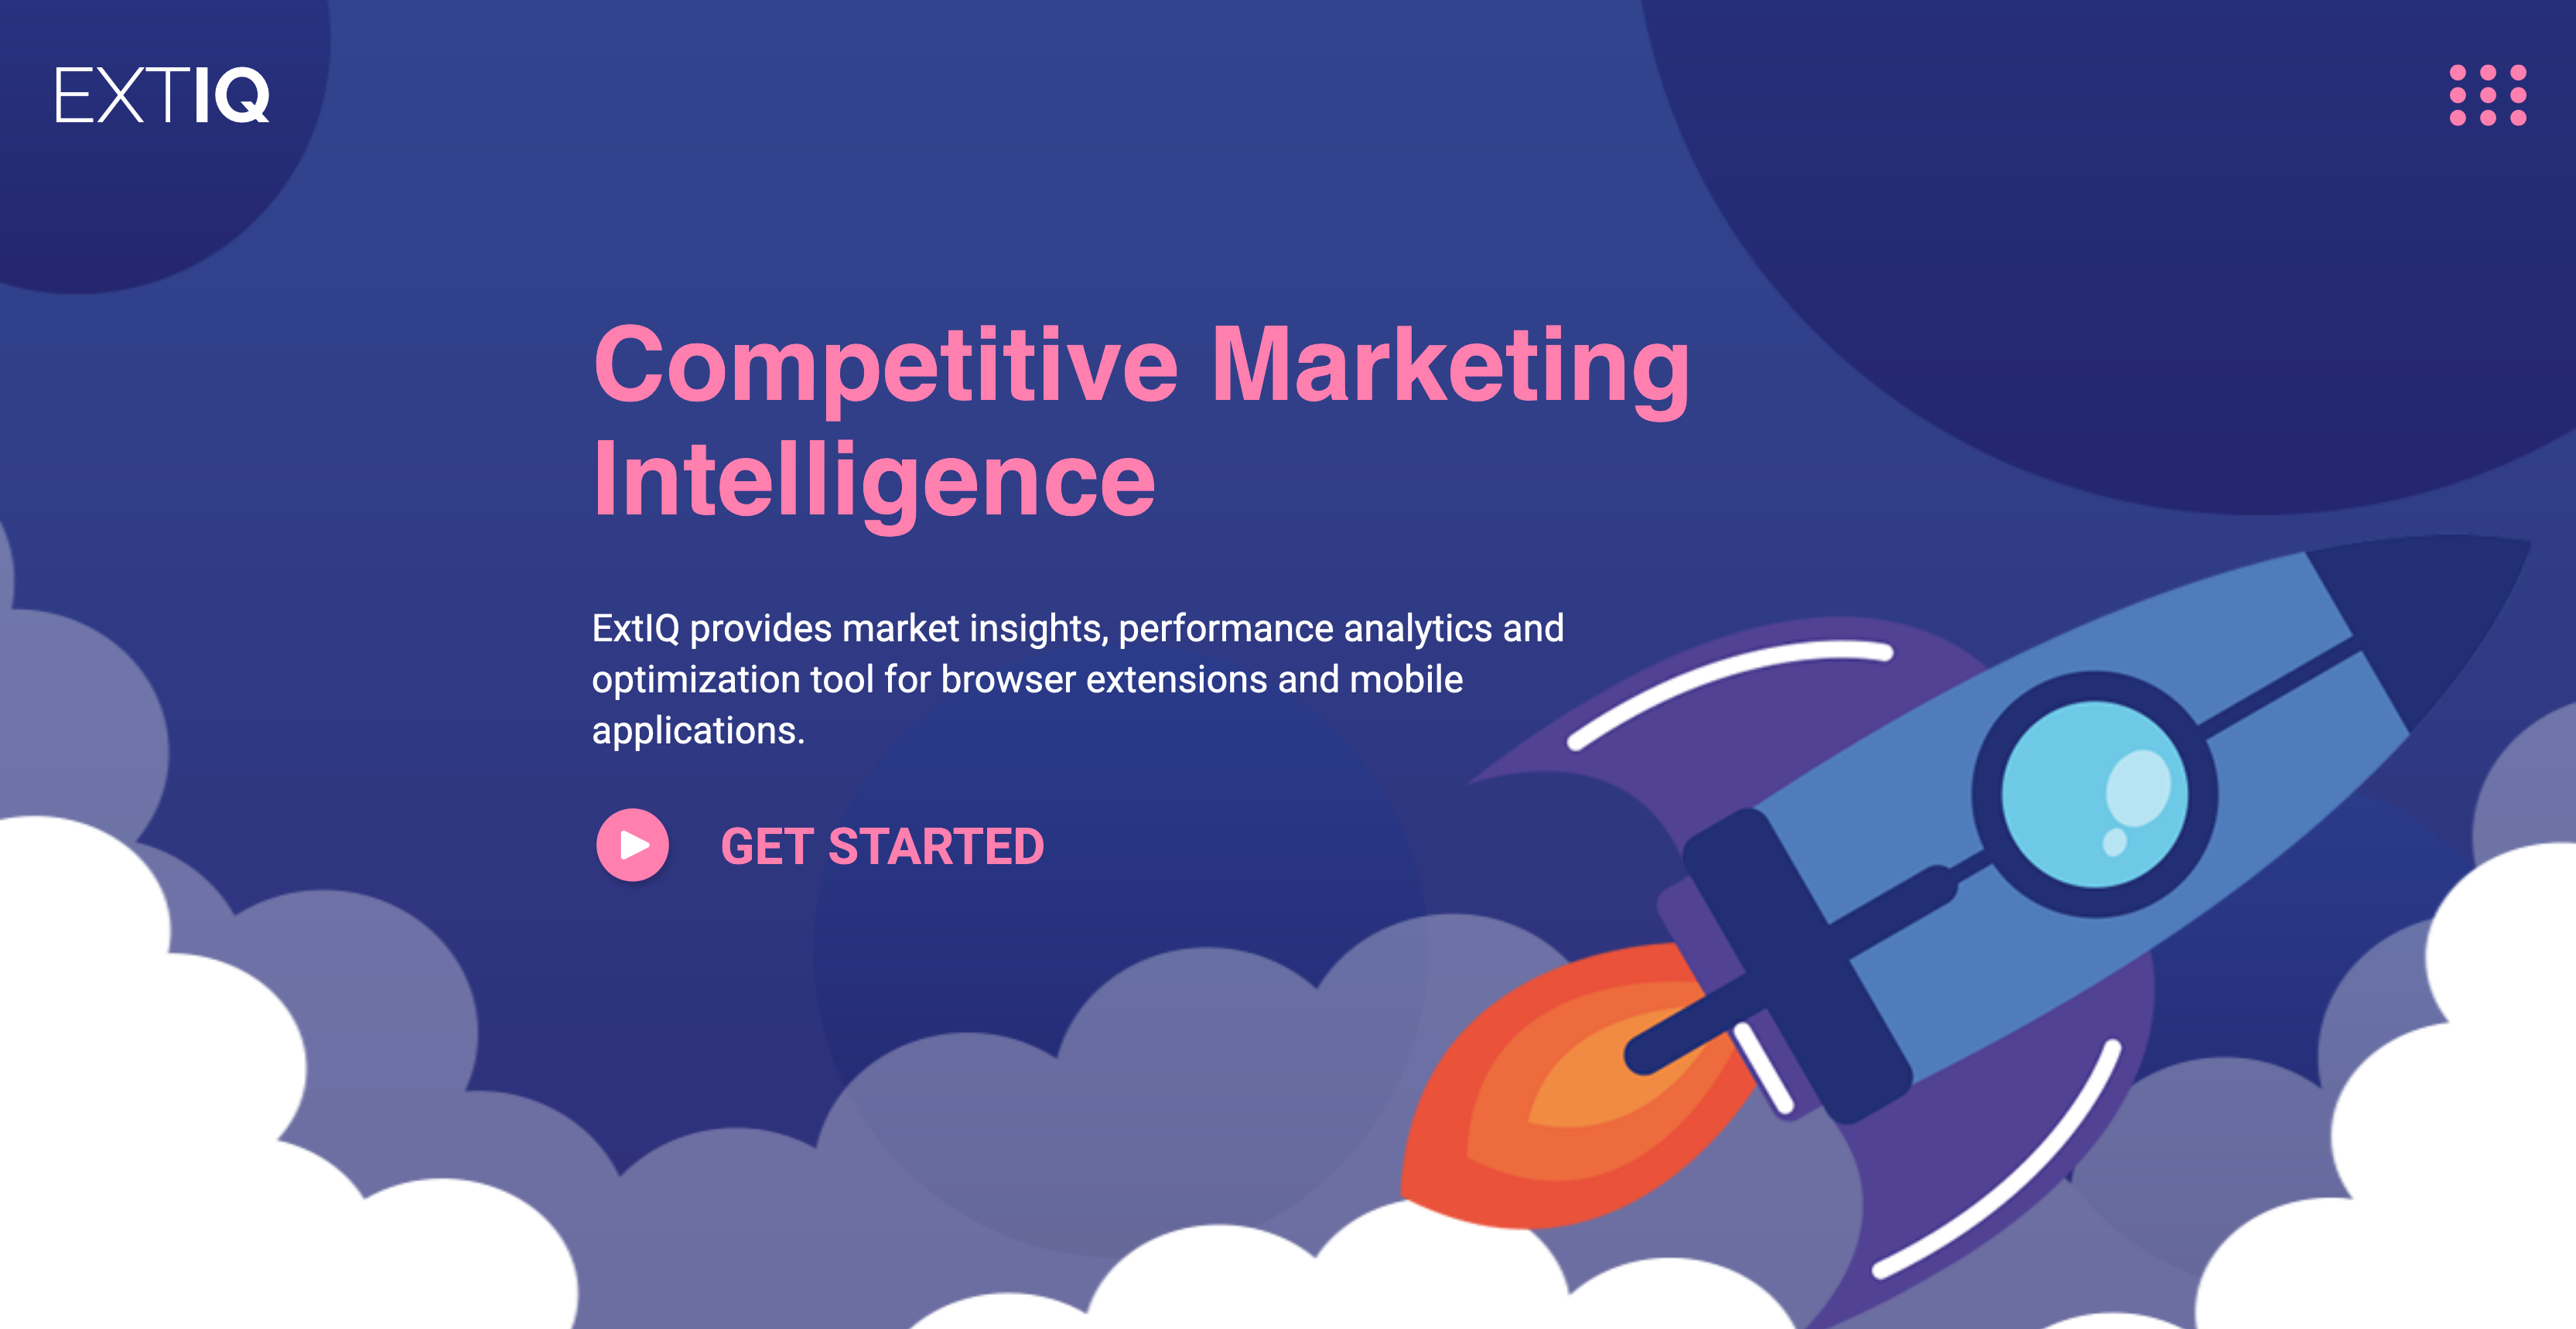 EXTIQ
Competitive Marketing
Intelligence
ExtIQ provides market insights, performance analytics and
optimization tool for browser extensions and mobile
applications.
GET STARTED